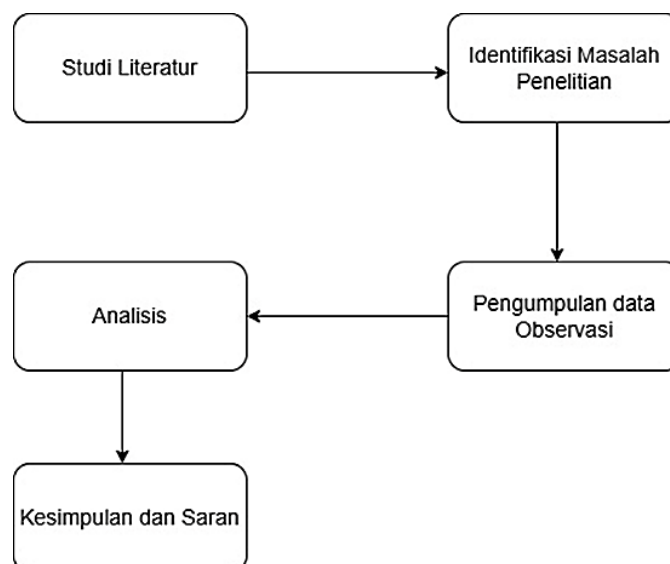 Studi Literatur
Identifikasi Masalah
Penelitian
Pengumpulan data
Observasi
Analisis
Kesimpulan dan Saran